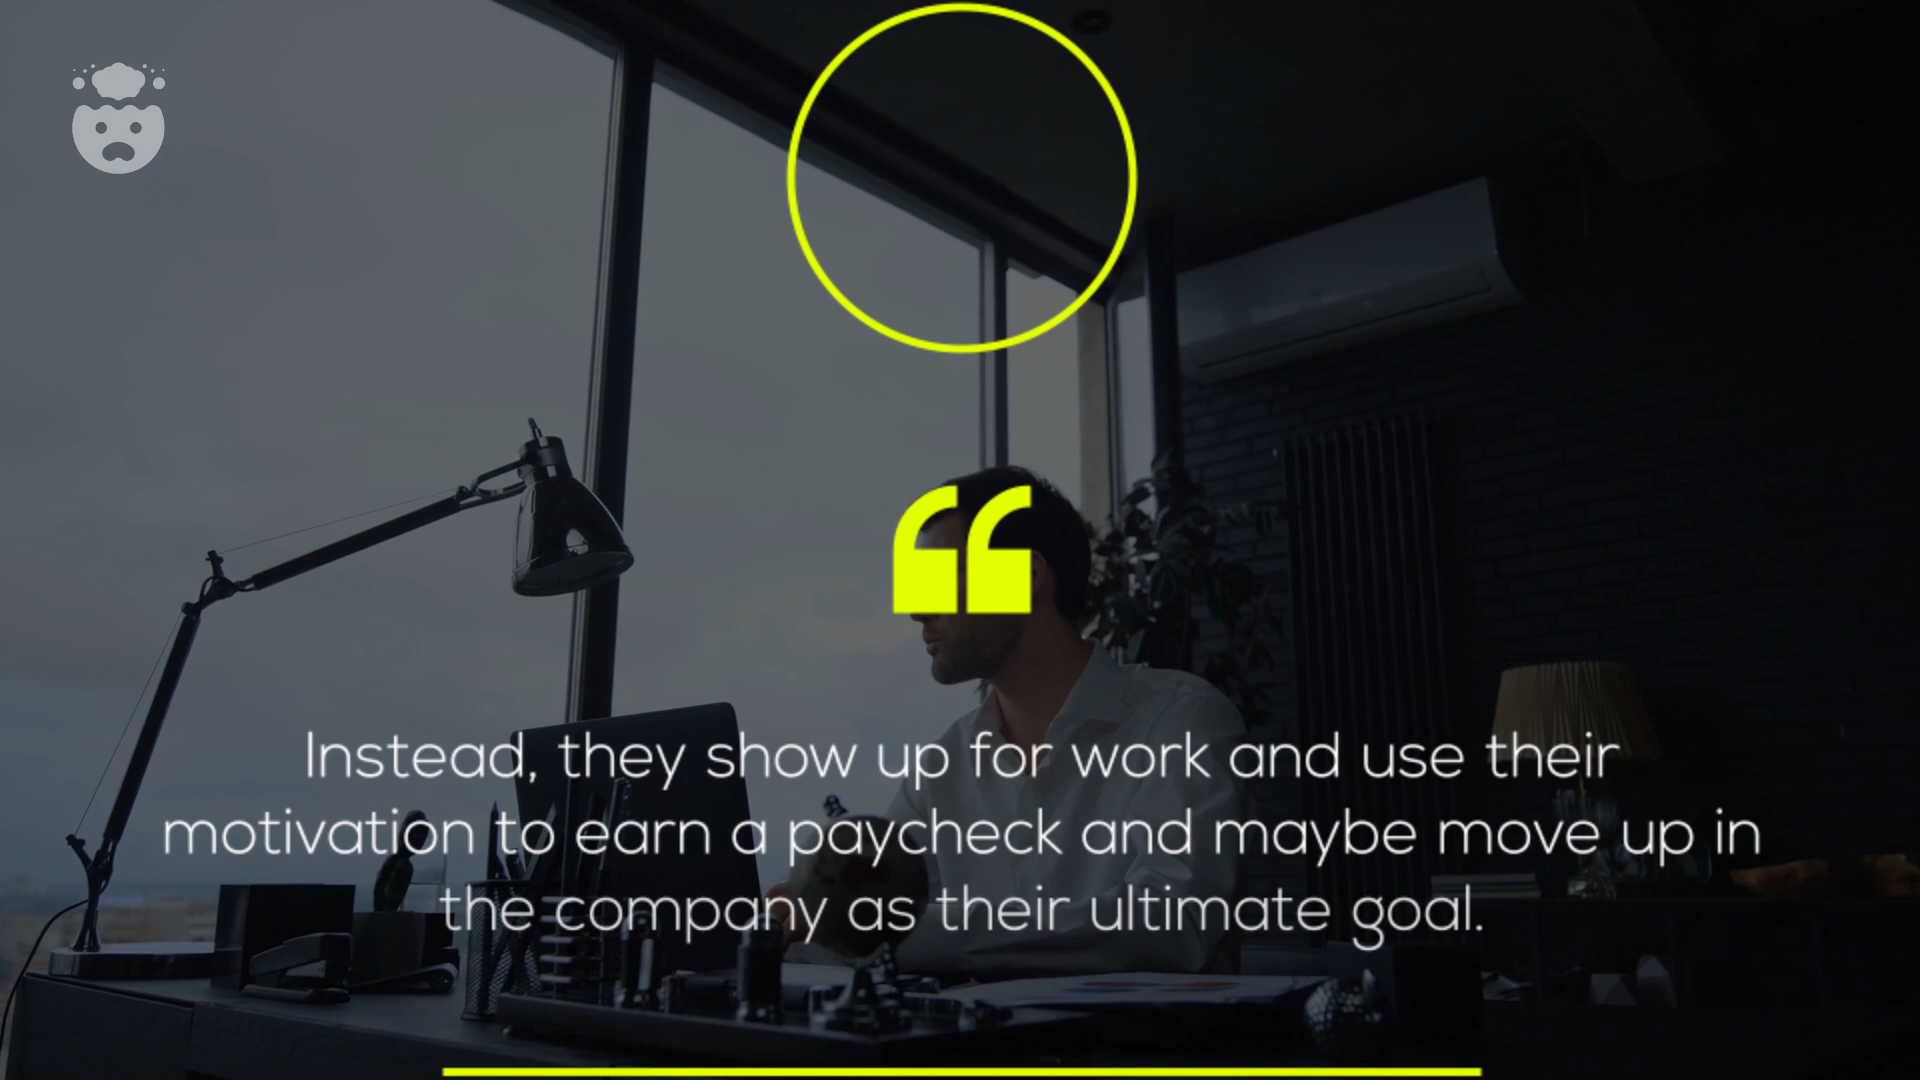 Instead, they show up for work and use their
motivation to earn a paycheck and maybe move up in
the company as their ultimate goal.